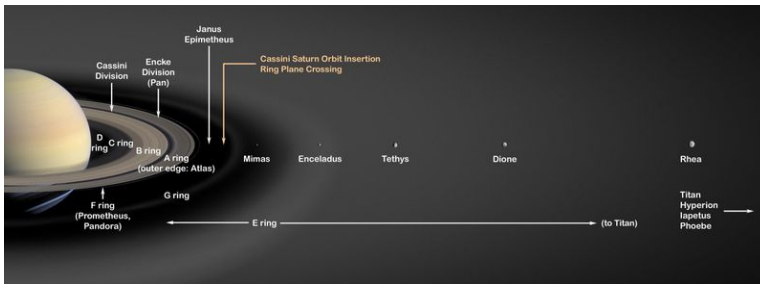 Janus
Epimetheus
Cassini Saturn Orbit Insertion
Ring Plane Crossing
Encke
Division
(Pan)
Cassini
Division
D
ring
C ring
B ring
A ring
(outer edge: Atlas)
Mimas
Enceladus
Tethys
Dione
Rhea
G ring
F ring
(Prometheus,
Pandora)
E ring
(to Titan)
Titan
Hyperion
Iapetus
Phoebe